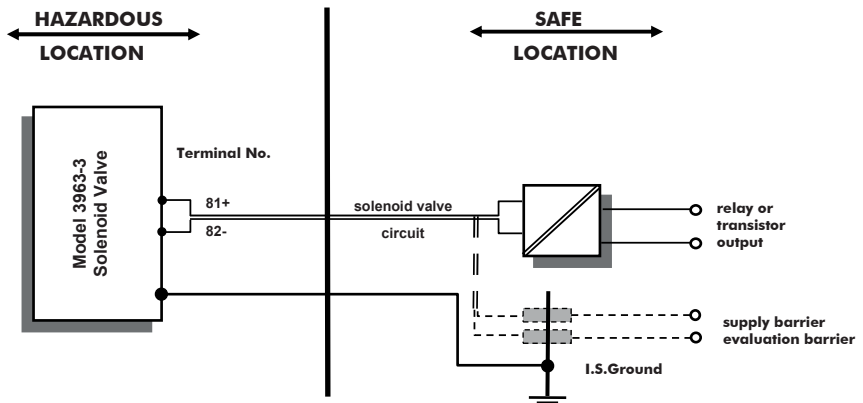 HAZARDOUS
LOCATION
SAFE
LOCATION
Model 3963-3
Solenoid Valve
Terminal No.
81+
82-
solenoid valve
circuit
relay or
transistor
output
supply barrier
evaluation barrier
I.S.Ground